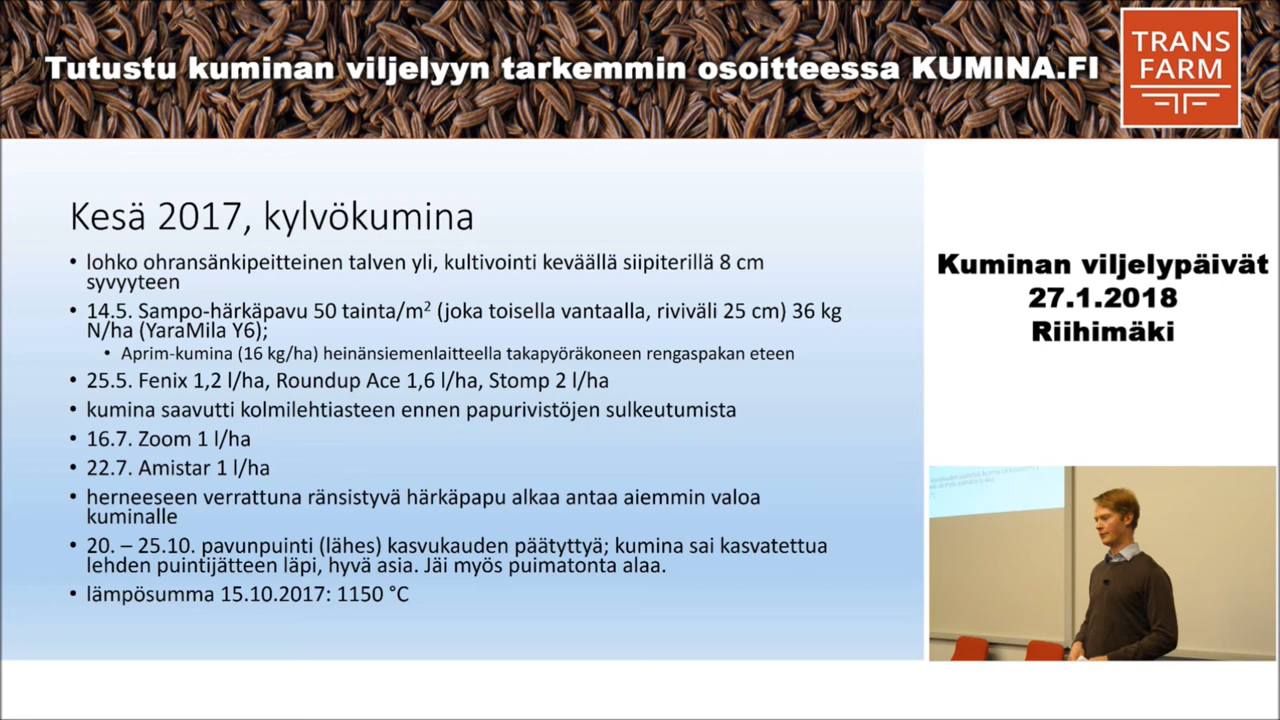 Tutustu kuminan viljelyyn tarkemmin osoitteessa KUMINA.FI
TRANS
FARM
Kesä 2017, kylvökumina
• lohko ohransänkipeitteinen talven yli, kultivointi keväällä siipiterillä 8 cm
syvyyteen
• 14.5. Sampo-härkäpavu 50 tainta/m² (joka toisella vantaalla, riviväli 25 cm) 36 kg
N/ha (YaraMila Y6);
• Aprim-kumina (16 kg/ha) heinänsiemenlaitteella takapyöräkoneen rengaspakan eteen
• 25.5. Fenix 1,2 l/ha, Roundup Ace 1,6 l/ha, Stomp 2 l/ha
• kumina saavutti kolmilehtiasteen ennen papurivistöjen sulkeutumista
• 16.7. Zoom 1 l/ha
• 22.7. Amistar 1 l/ha
• herneeseen verrattuna ränsistyvä härkäpapu alkaa antaa aiemmin valoa
kuminalle
• 20. – 25.10. pavunpuinti (lähes) kasvukauden päätyttyä; kumina sai kasvatettua
lehden puintijätteen läpi, hyvä asia. Jäi myös puimatonta alaa.
• lämpösumma 15.10.2017: 1150 °C
Kuminan viljelypäivät
27.1.2018
Riihimäki